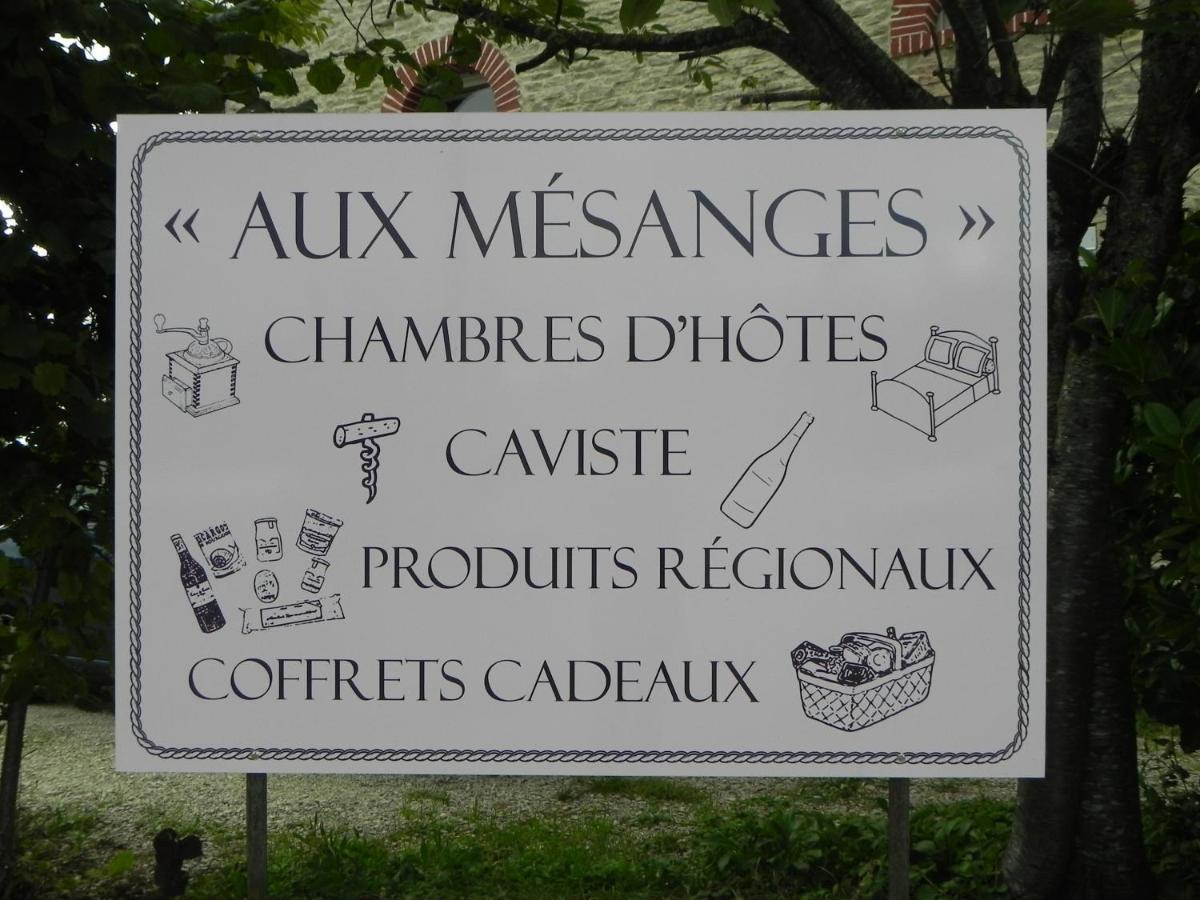 « AUX MÉSANGES »
CHAMBRES D'HÔTES
CAVISTE
PRODUITS RÉGIONAUX
COFFRETS CADEAUX